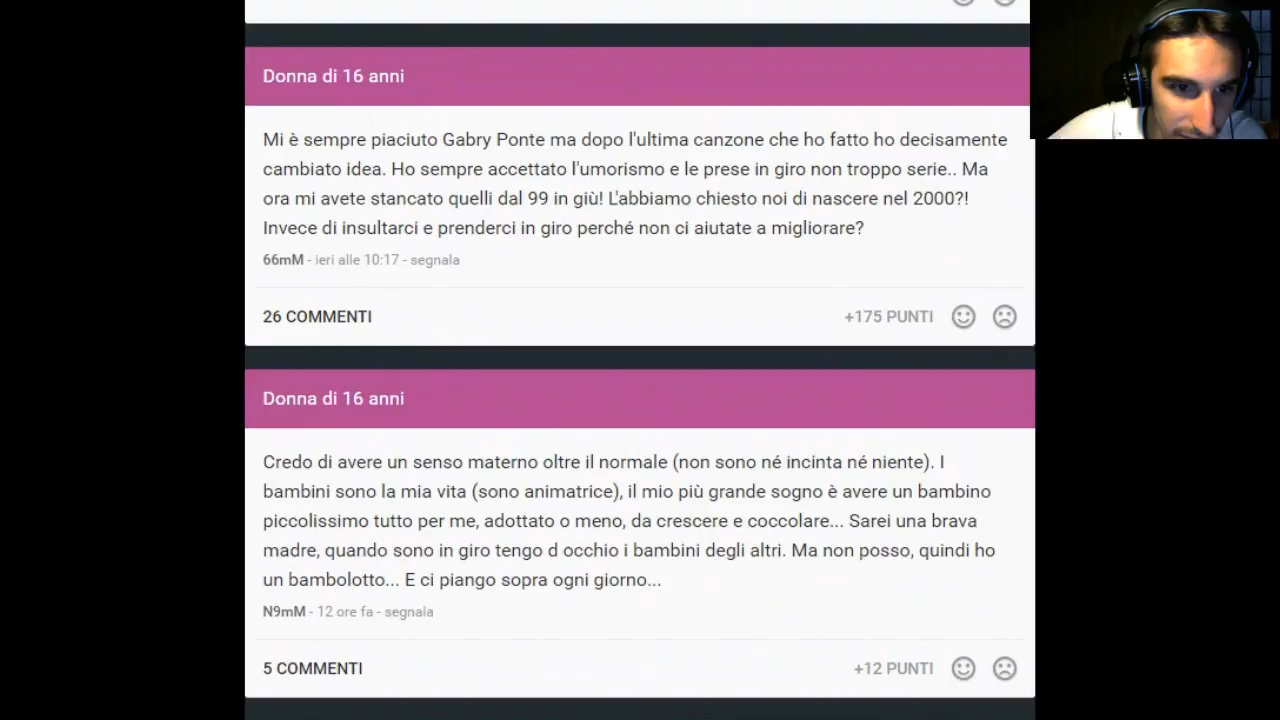 Donna di 16 anni
Mi è sempre piaciuto Gabry Ponte ma dopo l'ultima canzone che ho fatto ho decisamente
cambiato idea. Ho sempre accettato l'umorismo e le prese in giro non troppo serie.. Ma
ora mi avete stancato quelli dal 99 in giù! L'abbiamo chiesto noi di nascere nel 2000?!
Invece di insultarci e prenderci in giro perché non ci aiutate a migliorare?
66mM - ieri alle 10:17 - segnala
26 COMMENTI +175 PUNTI
Donna di 16 anni
Credo di avere un senso materno oltre il normale (non sono né incinta né niente). I
bambini sono la mia vita (sono animatrice), il mio più grande sogno è avere un bambino
piccolissimo tutto per me, adottato o meno, da crescere e coccolare... Sarei una brava
madre, quando sono in giro tengo d occhio i bambini degli altri. Ma non posso, quindi ho
un bambolotto... E ci piango sopra ogni giorno...
N9mM - 12 ore fa - segnala
5 COMMENTI +12 PUNTI